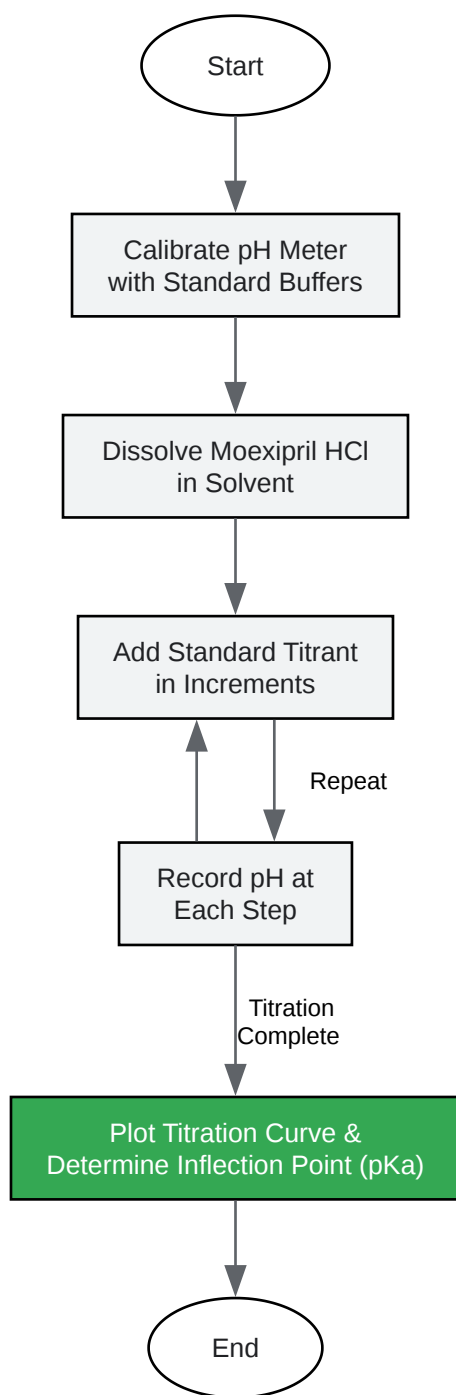 Start
Calibrate pH Meter
with Standard Buffers
Dissolve Moexipril HCl
in Solvent
Add Standard Titrant
in Increments
Repeat
Record pH at
Each Step
Titration
Complete
Plot Titration Curve &
Determine Inflection Point (pKa)
End